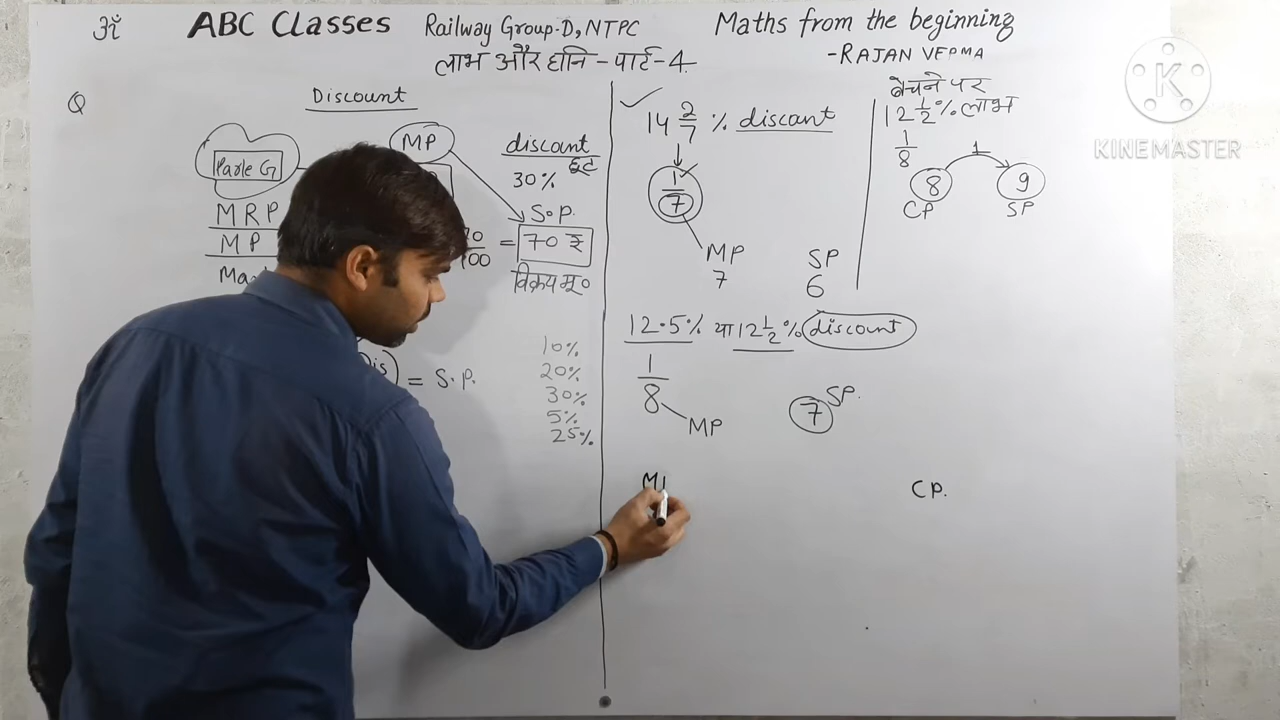 ॐ ABC Classes Railway Group-D, NTPC Maths from the beginning
लाभ और हानि - पार्ट-4
-RAJAN VERMA
KINEMASTER
Q Discount
Parle G
MRP
MP
MP
discount
छूट
30%
S.P.
= 70 ₹
100
विक्रय मू०
= S.P.
10%
20%
30%
5%
25%
14 2/7 % discant
1/7
MP SP
7 6
बेचने पर
12 1/2 % लाभ
1/8
8 1 9
CP SP
12.5% या 12 1/2 % discount
1/8
MP
7 SP.
CP.